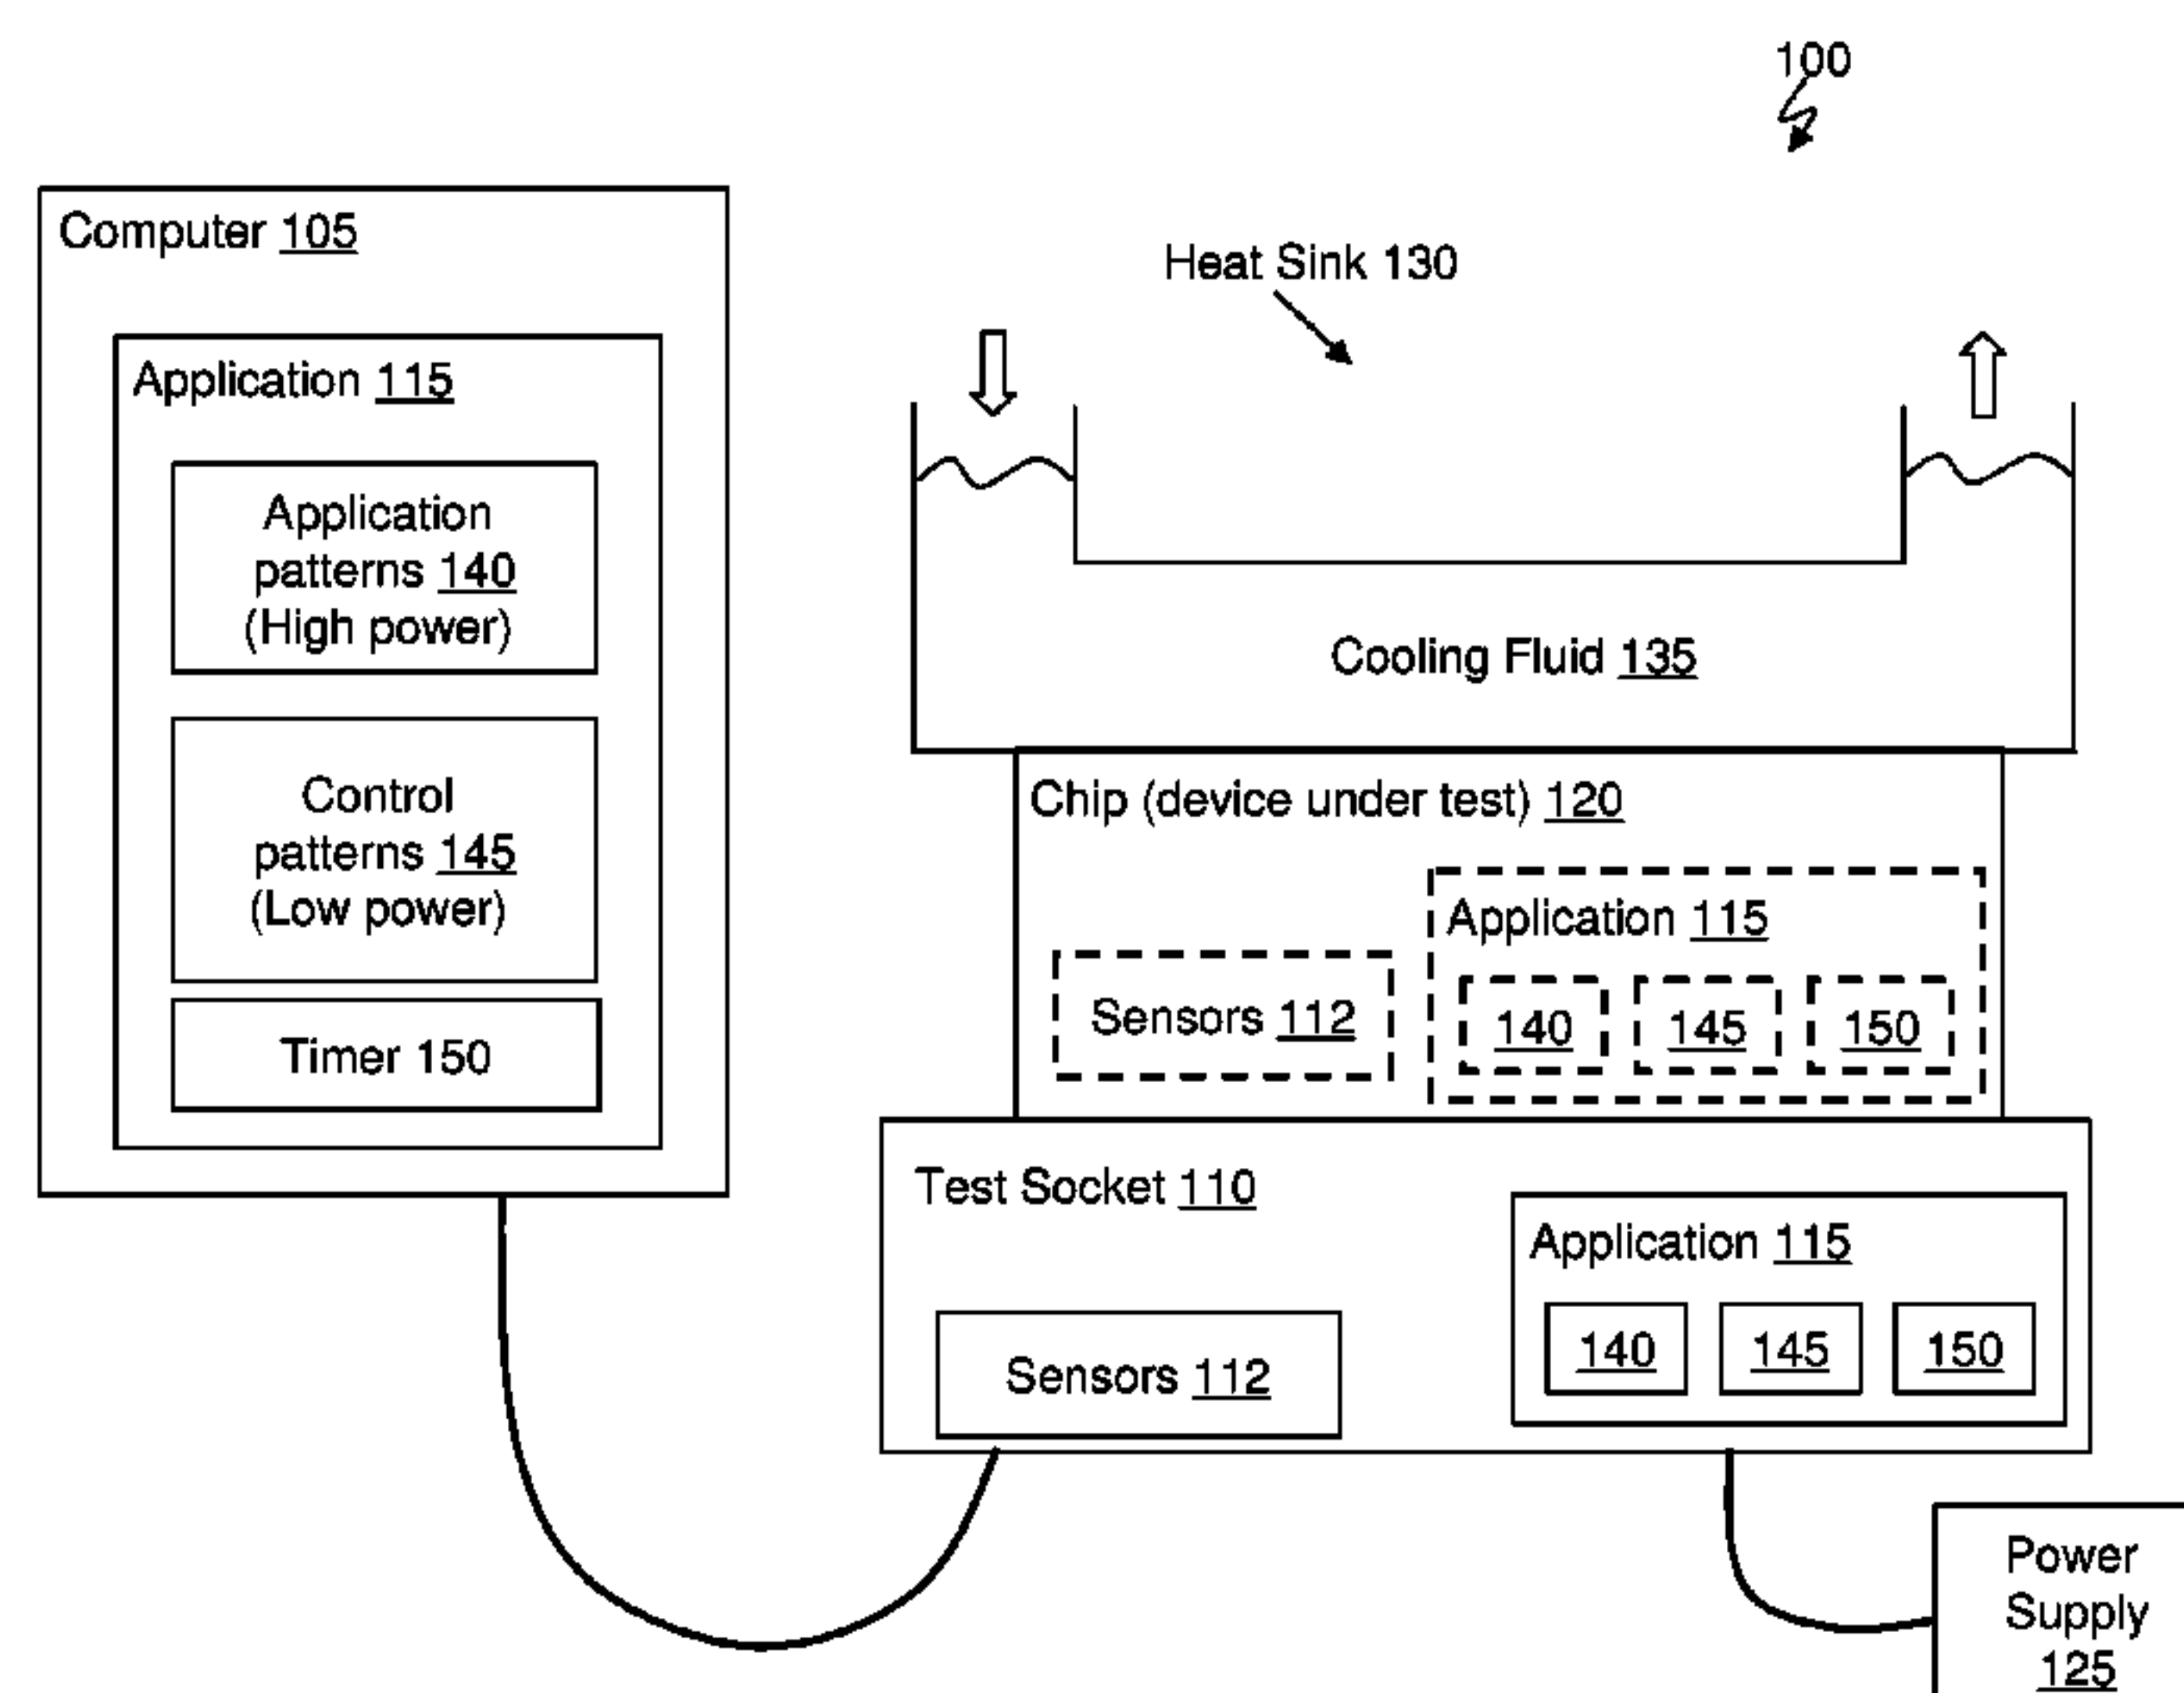 100
Computer 105
Application 115
Application
patterns 140
(High power)
Control
patterns 145
(Low power)
Timer 150
Heat Sink 130
Cooling Fluid 135
Chip (device under test) 120
Sensors 112
Application 115
140 145 150
Test Socket 110
Sensors 112
Application 115
140 145 150
Power
Supply
125